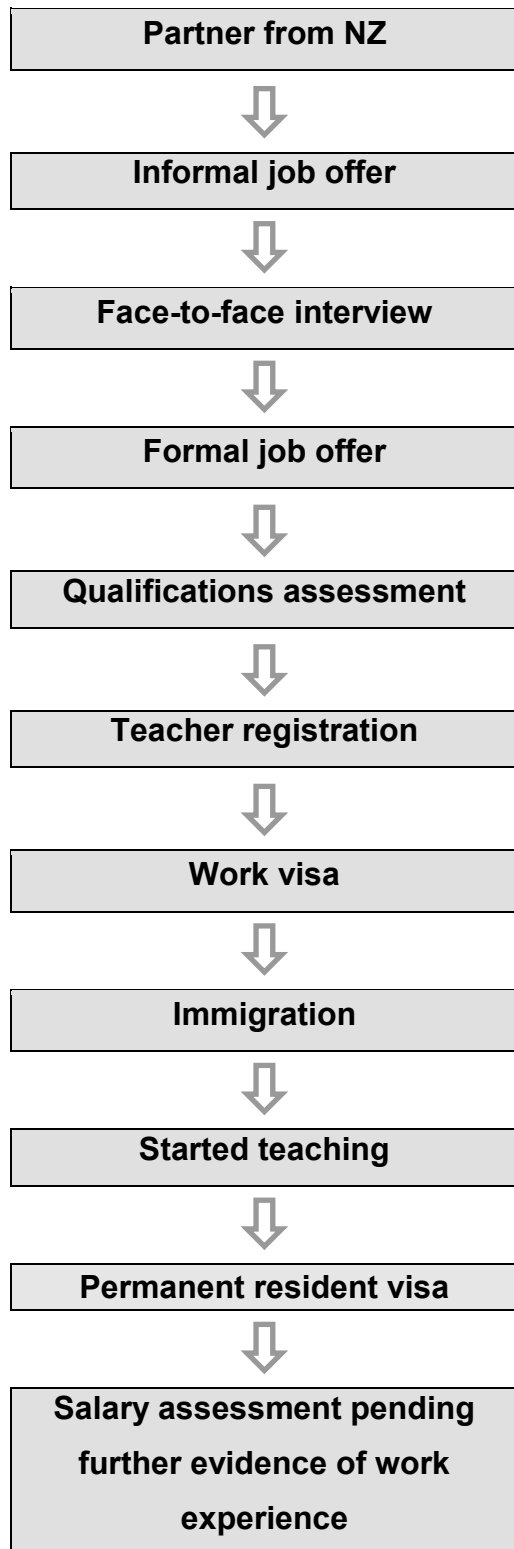 Partner from NZ
Informal job offer
Face-to-face interview
Formal job offer
Qualifications assessment
Teacher registration
Work visa
Immigration
Started teaching
Permanent resident visa
Salary assessment pending
further evidence of work
experience